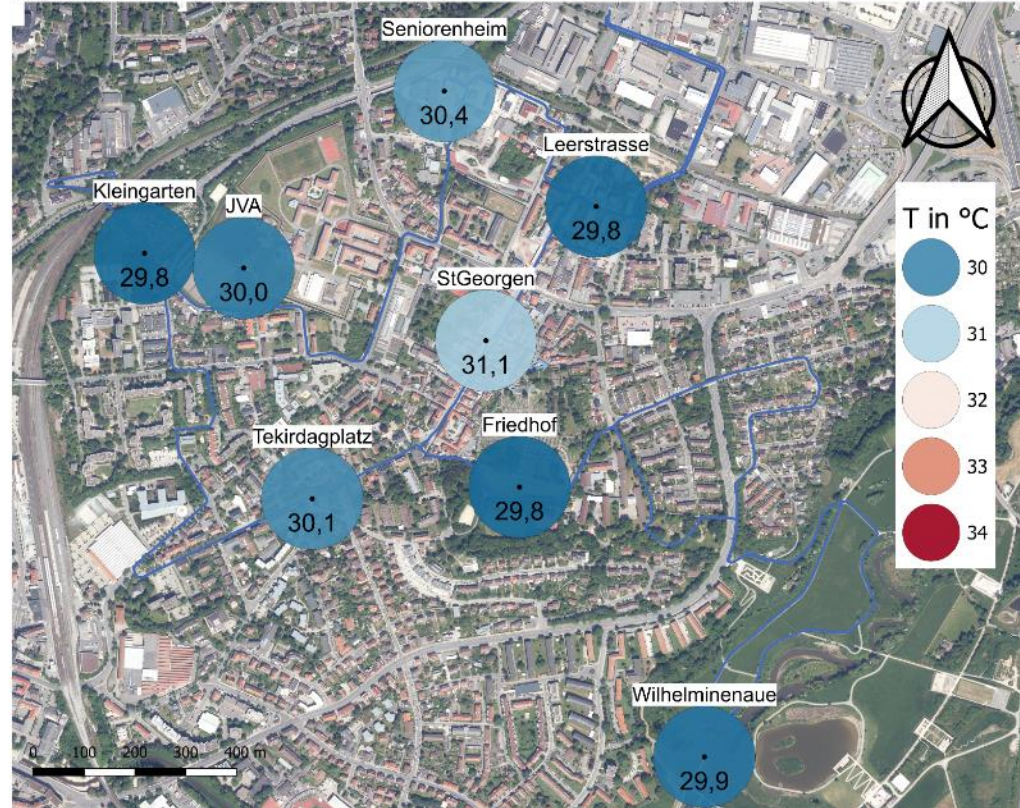 Seniorenheim
30,4
Leerstrasse
29,8
Kleingarten
29,8
JVA
30,0
StGeorgen
31,1
Tekirdagplatz
30,1
Friedhof
29,8
Wilhelminenaue
29,9
T in °C
30
31
32
33
34
0 100 200 300 400 m